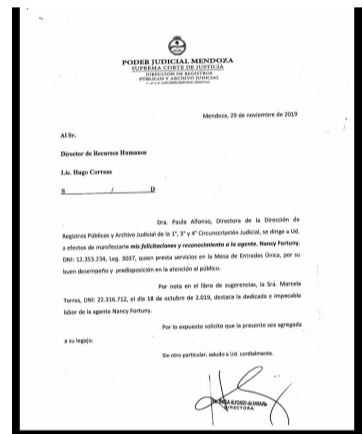 PODER JUDICIAL MENDOZA
SUPREMA CORTE DE JUSTICIA
DIRECCIÓN DE REGISTROS
PÚBLICOS Y ARCHIVO JUDICIAL
Mendoza, 29 de noviembre de 2019
Al Sr.
Director de Recursos Humanos
Lic. Hugo Correas
S / D
Dra. Paula Alfonso, Directora de la Dirección de
Registros Públicos y Archivo Judicial de la 1°, 3° y 4° Circunscripción Judicial, se dirige a Ud.
a efectos de manifestarle mis felicitaciones y reconocimiento a la agente, Nancy Fortuny,
DNI: 12.353.234, Leg. 3037, quien presta servicios en la Mesa de Entradas Única, por su
buen desempeño y predisposición en la atención al público.
Por nota en el libro de sugerencias, la Sra. Marcela
Torres, DNI: 22.316.712, el día 18 de octubre de 2.019, destaca la dedicada e impecable
labor de la agente Nancy Fortuny.
Por lo expuesto solicito que la presente sea agregada
a su legajo.
Sin otro particular, saludo a Ud. cordialmente.
ALFONSO de
DIRECTORA